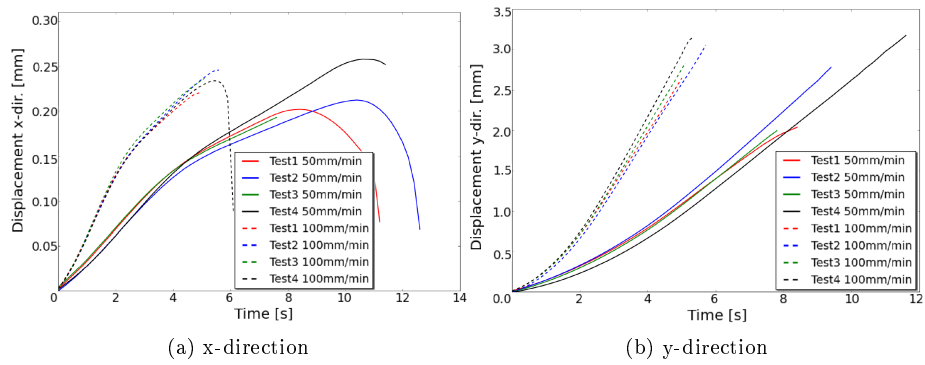 0.30
0.25
0.20
0.15
0.10
0.05
0
2
4
6
8
10
12
14
Displacement x-dir. [mm]
Time [s]
Test1 50mm/min
Test2 50mm/min
Test3 50mm/min
Test4 50mm/min
Test1 100mm/min
Test2 100mm/min
Test3 100mm/min
Test4 100mm/min
(a) x-direction
3.5
3.0
2.5
2.0
1.5
1.0
0.5
0.0
2
4
6
8
10
12
Displacement y-dir. [mm]
Time [s]
Test1 50mm/min
Test2 50mm/min
Test3 50mm/min
Test4 50mm/min
Test1 100mm/min
Test2 100mm/min
Test3 100mm/min
Test4 100mm/min
(b) y-direction